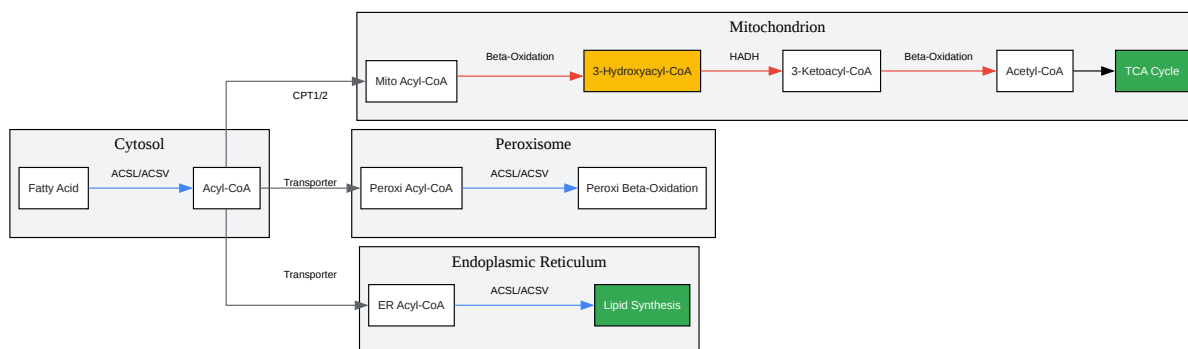 Mitochondrion
Beta-Oxidation
HADH
Beta-Oxidation
Mito Acyl-CoA
3-Hydroxyacyl-CoA
3-Ketoacyl-CoA
Acetyl-CoA
TCA Cycle
CPT1/2
Cytosol
ACSL/ACSV
Fatty Acid
Acyl-CoA
Transporter
Peroxisome
ACSL/ACSV
Peroxi Acyl-CoA
Peroxi Beta-Oxidation
Transporter
Endoplasmic Reticulum
ACSL/ACSV
ER Acyl-CoA
Lipid Synthesis